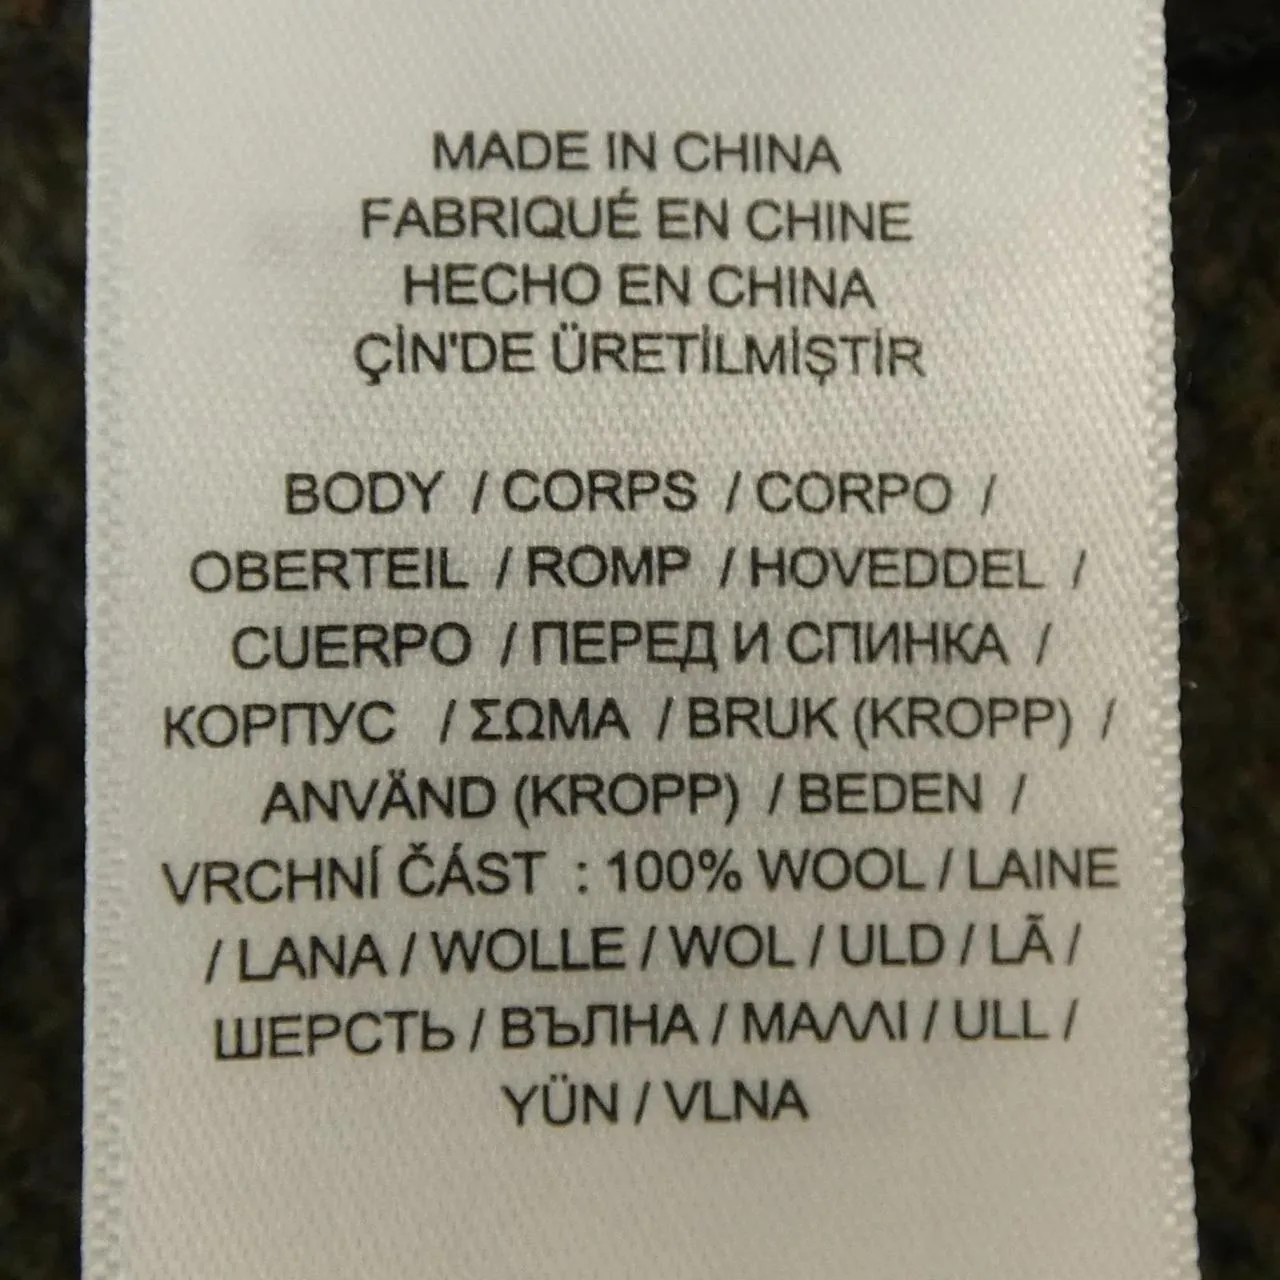 MADE IN CHINA
FABRIQUÉ EN CHINE
HECHO EN CHINA
ÇİN'DE ÜRETİLMİŞTİR
BODY / CORPS / CORPO /
OBERTEIL / ROMP / HOVEDDEL /
CUERPO / ПЕРЕД И СПИНКА /
КОРПУС / ΣΩΜΑ / BRUK (KROPP) /
ANVÄND (KROPP) / BEDEN /
VRCHNÍ ČÁST : 100% WOOL / LAINE
/ LANA / WOLLE / WOL / ULD / LÃ /
ШЕРСТЬ / ВЪЛНА / ΜΑΛΛΙ / ULL /
YÜN / VLNA